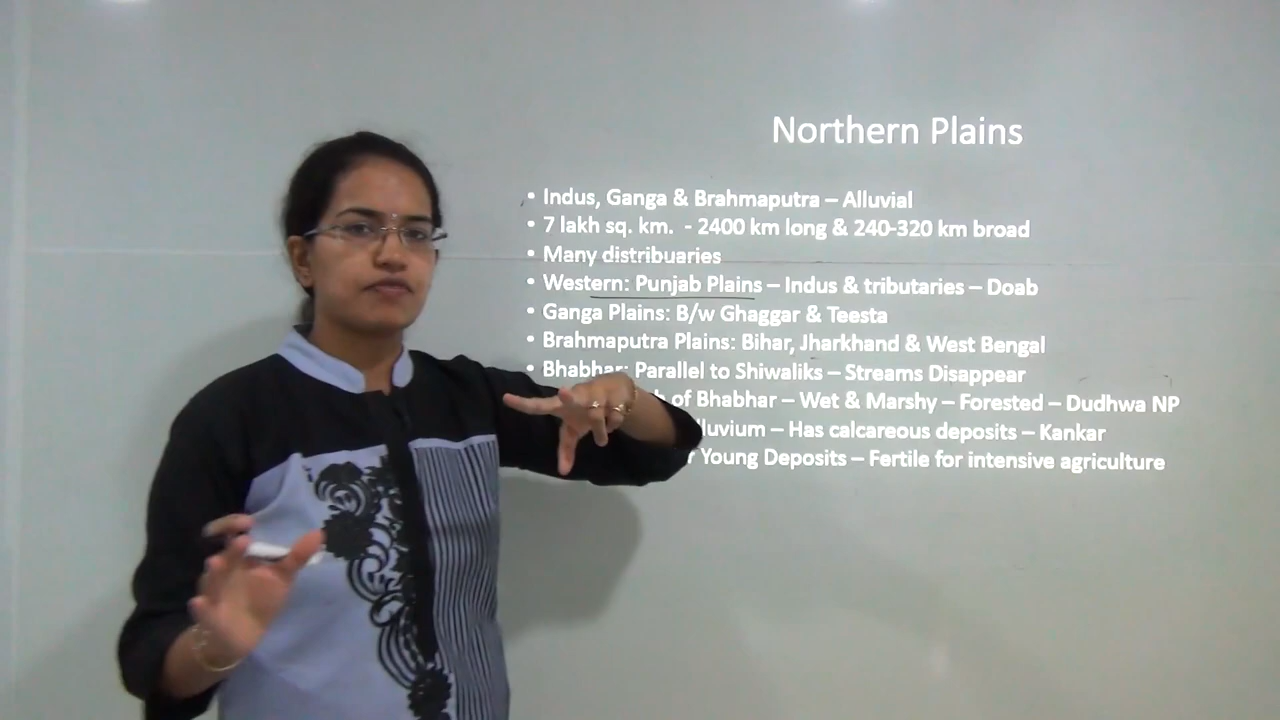 Northern Plains
• Indus, Ganga & Brahmaputra – Alluvial
• 7 lakh sq. km. - 2400 km long & 240-320 km broad
• Many distribuaries
• Western: Punjab Plains – Indus & tributaries – Doab
• Ganga Plains: B/w Ghaggar & Teesta
• Brahmaputra Plains: Bihar, Jharkhand & West Bengal
• Bhabhar: Parallel to Shiwaliks – Streams Disappear
of Bhabhar – Wet & Marshy – Forested – Dudhwa NP
– Has calcareous deposits – Kankar
Young Deposits – Fertile for intensive agriculture